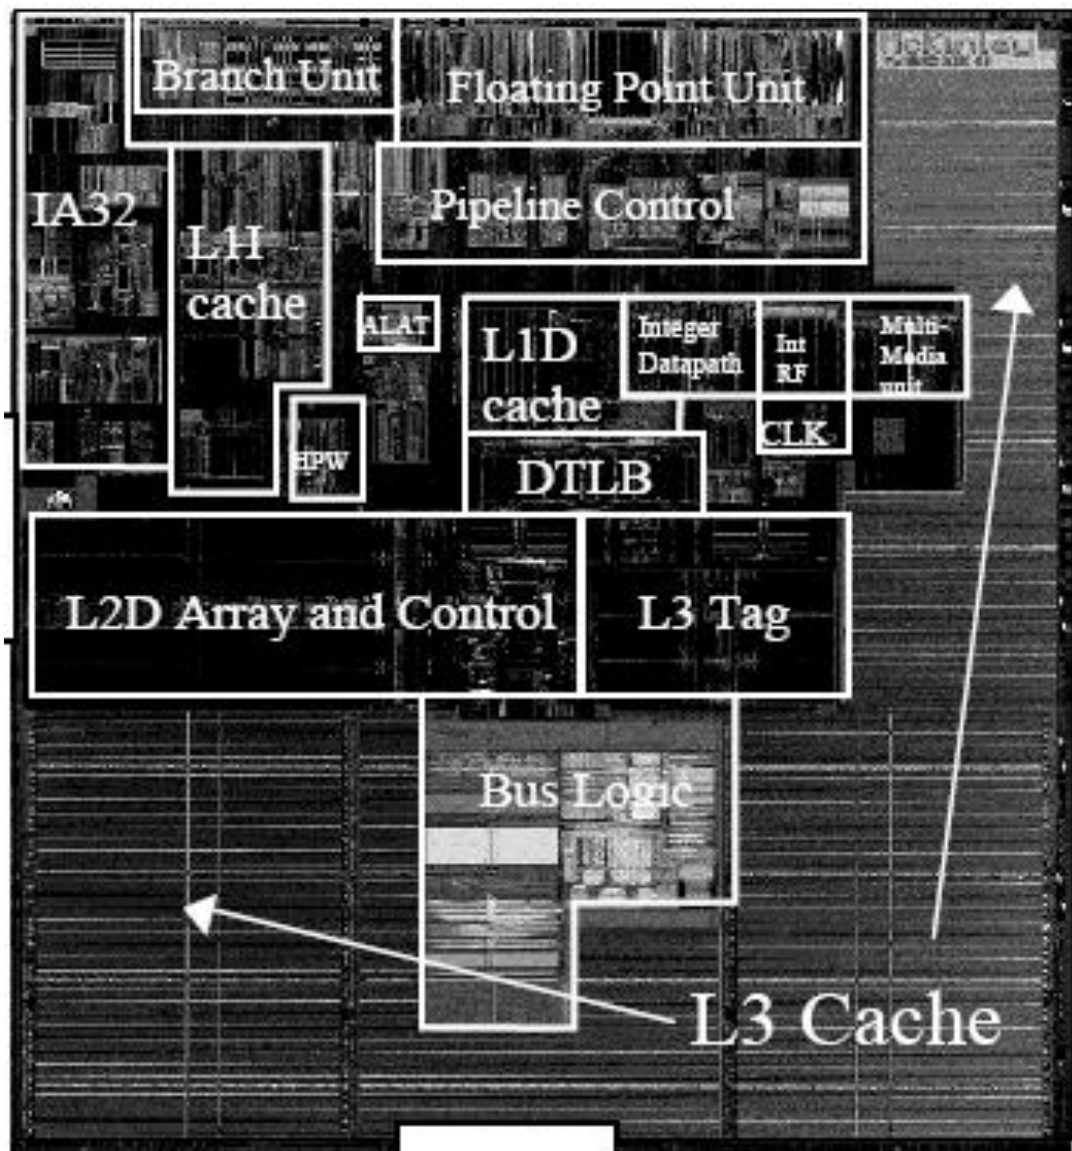 Branch Unit
Floating Point Unit
IA32
Pipeline Control
L1I
cache
ALAT
L1D
cache
Integer
Datapath
Int
RF
Multi-
Media
unit
CLK
HPW
DTLB
L2D Array and Control
L3 Tag
Bus Logic
L3 Cache